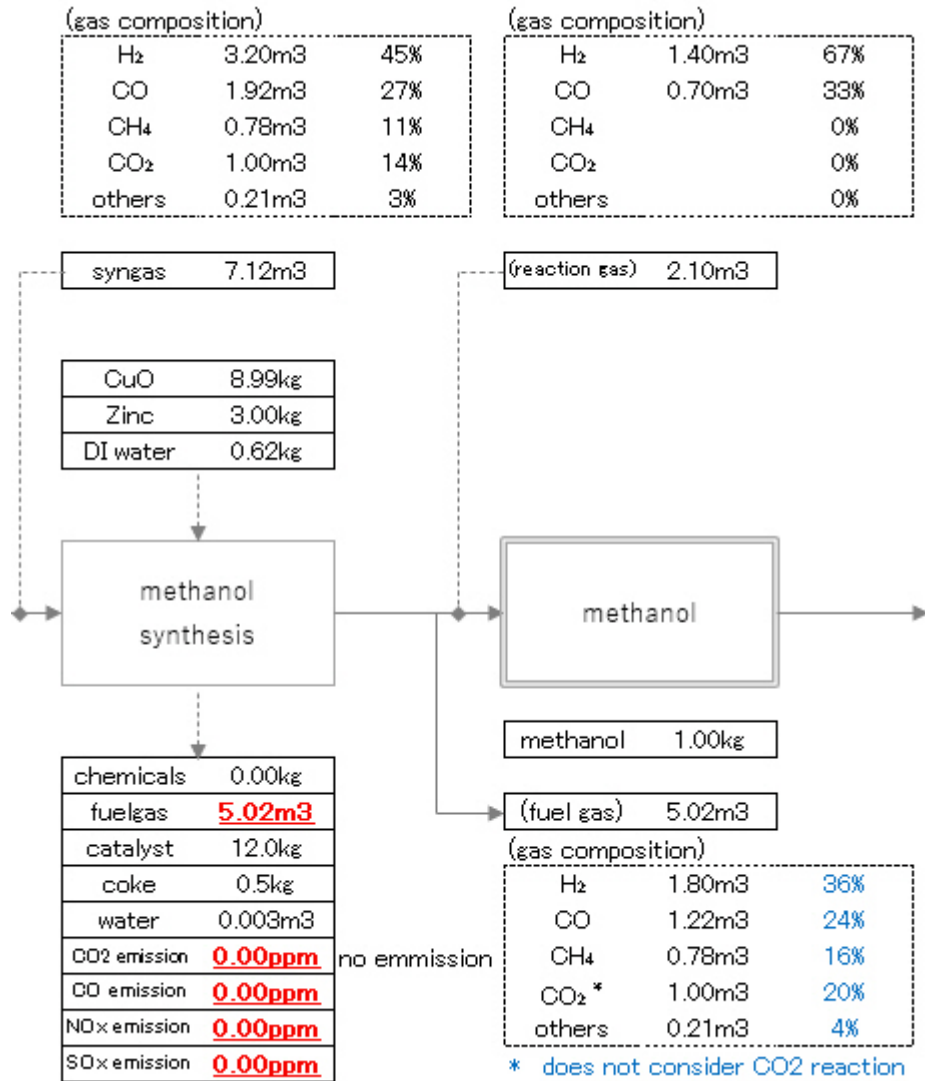 (gas composition)
H₂ 3.20m3 45%
CO 1.92m3 27%
CH₄ 0.78m3 11%
CO₂ 1.00m3 14%
others 0.21m3 3%
(gas composition)
H₂ 1.40m3 67%
CO 0.70m3 33%
CH₄ 0%
CO₂ 0%
others 0%
syngas 7.12m3
(reaction gas) 2.10m3
CuO 8.99kg
Zinc 3.00kg
DI water 0.62kg
methanol
synthesis
methanol
methanol 1.00kg
chemicals 0.00kg
fuelgas 5.02m3
catalyst 12.0kg
coke 0.5kg
water 0.003m3
CO2 emission 0.00ppm
CO emission 0.00ppm
NOx emission 0.00ppm
SOx emission 0.00ppm
no emmission
(fuel gas) 5.02m3
(gas composition)
H₂ 1.80m3 36%
CO 1.22m3 24%
CH₄ 0.78m3 16%
CO₂ * 1.00m3 20%
others 0.21m3 4%
* does not consider CO2 reaction